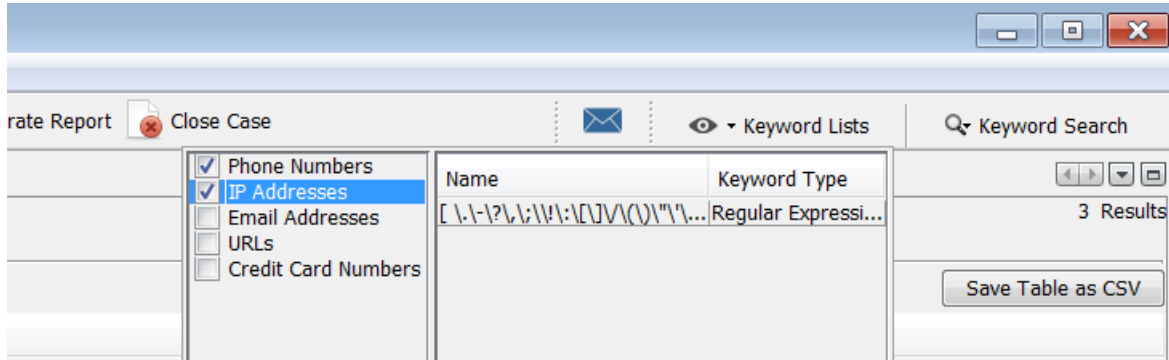 rate Report
Close Case
Keyword Lists
Keyword Search
Phone Numbers
IP Addresses
Email Addresses
URLs
Credit Card Numbers
Name
Keyword Type
[ \.\-\?\,\;\\!\:\[\]\/\(\)\"\'\...
Regular Expressi...
3 Results
Save Table as CSV